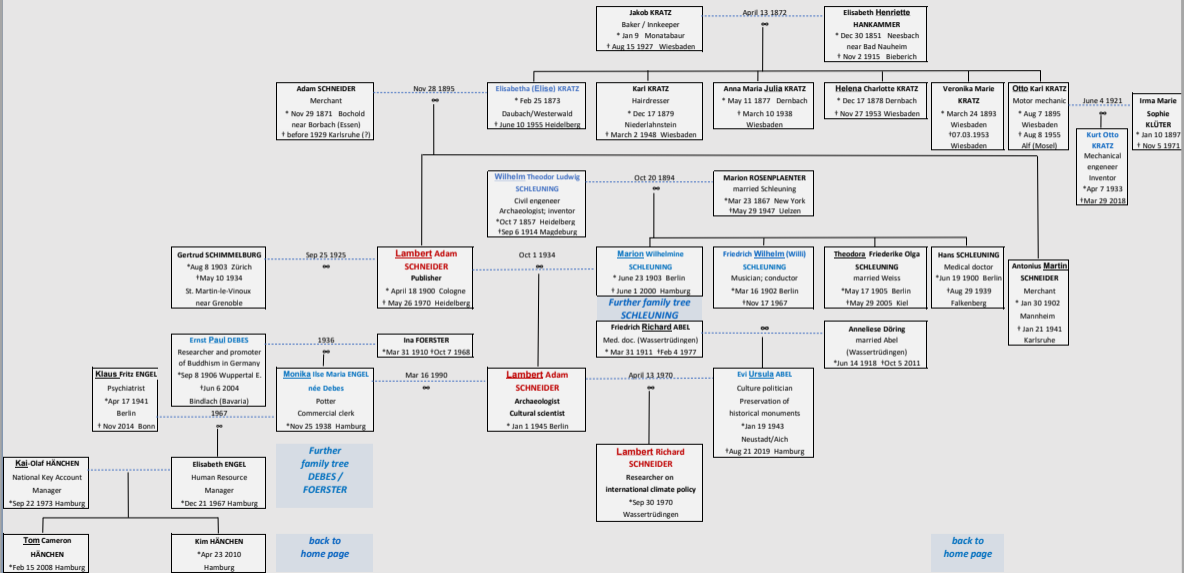 Jakob KRATZ
Baker / Innkeeper
* Jan 9 Monatabaur
† Aug 15 1927 Wiesbaden
April 13 1872
∞
Elisabeth Henriette
HANKAMMER
* Dec 30 1851 Neesbach
near Bad Nauheim
† Nov 2 1915 Bieberich
Adam SCHNEIDER
Merchant
* Nov 29 1871 Bochold
near Borbach (Essen)
† before 1929 Karlsruhe (?)
Nov 28 1895
∞
Elisabetha (Elise) KRATZ
* Feb 25 1873
Daubach/Westerwald
† June 10 1955 Heidelberg
Karl KRATZ
Hairdresser
* Dec 17 1879
Niederlahnstein
† March 2 1948 Wiesbaden
Anna Maria Julia KRATZ
* May 11 1877 Dernbach
† March 10 1938
Wiesbaden
Helena Charlotte KRATZ
* Dec 17 1878 Dernbach
† Nov 27 1953 Wiesbaden
Veronika Marie
KRATZ
* March 24 1893
Wiesbaden
†07.03.1953
Wiesbaden
Otto Karl KRATZ
Motor mechanic
* Aug 7 1895
Wiesbaden
† Aug 8 1955
Alf (Mosel)
June 4 1921
∞
Irma Marie
Sophie
KLÜTER
* Jan 10 1897
† Nov 5 1971
Kurt Otto
KRATZ
Mechanical
engeneer
Inventor
*Apr 7 1933
†Mar 29 2018
Wilhelm Theodor Ludwig
SCHLEUNING
Civil engeneer
Archaeologist; inventor
*Oct 7 1857 Heidelberg
†Sep 6 1914 Magdeburg
Oct 20 1894
∞
Marion ROSENPLAENTER
married Schleuning
*Mar 23 1867 New York
†May 29 1947 Uelzen
Gertrud SCHIMMELBURG
*Aug 8 1903 Zürich
†May 10 1934
St. Martin-le-Vinoux
near Grenoble
Sep 25 1925
∞
Lambert Adam
SCHNEIDER
Publisher
* April 18 1900 Cologne
† May 26 1970 Heidelberg
Oct 1 1934
∞
Marion Wilhelmine
SCHLEUNING
* June 23 1903 Berlin
† June 1 2000 Hamburg
Further family tree
SCHLEUNING
Friedrich Wilhelm (Willi)
SCHLEUNING
Musician; conductor
*Mar 16 1902 Berlin
†Nov 17 1967
Theodora Friederike Olga
SCHLEUNING
married Weiss
*May 17 1905 Berlin
†May 29 2005 Kiel
Hans SCHLEUNING
Medical doctor
*Jun 19 1900 Berlin
†Aug 29 1939
Falkenberg
Antonius Martin
SCHNEIDER
Merchant
* Jan 30 1902
Mannheim
† Jan 21 1941
Karlsruhe
Friedrich Richard ABEL
Med. doc. (Wassertrüdingen)
* Mar 31 1911 †Feb 4 1977
∞
Anneliese Döring
married Abel
(Wassertrüdingen)
*Jun 14 1918 †Oct 5 2011
Ernst Paul DEBES
Researcher and promoter
of Buddhism in Germany
*Sep 8 1906 Wuppertal E.
†Jun 6 2004
Bindlach (Bavaria)
1936
∞
Ina FOERSTER
*Mar 31 1910 †Oct 7 1968
Klaus Fritz ENGEL
Psychiatrist
*Apr 17 1941
Berlin
† Nov 2014 Bonn
1967
∞
Monika Ilse Maria ENGEL
née Debes
Potter
Commercial clerk
*Nov 25 1938 Hamburg
Mar 16 1990
∞
Lambert Adam
SCHNEIDER
Archaeologist
Cultural scientist
* Jan 1 1945 Berlin
April 13 1970
∞
Evi Ursula ABEL
Culture politician
Preservation of
historical monuments
*Jan 19 1943
Neustadt/Aich
†Aug 21 2019 Hamburg
Kai-Olaf HÄNCHEN
National Key Account
Manager
*Sep 22 1973 Hamburg
Elisabeth ENGEL
Human Resource
Manager
*Dec 21 1967 Hamburg
Further
family tree
DEBES /
FOERSTER
Lambert Richard
SCHNEIDER
Researcher on
international climate policy
*Sep 30 1970
Wassertrüdingen
Tom Cameron
HÄNCHEN
*Feb 15 2008 Hamburg
Kim HÄNCHEN
*Apr 23 2010
Hamburg
back to
home page
back to
home page